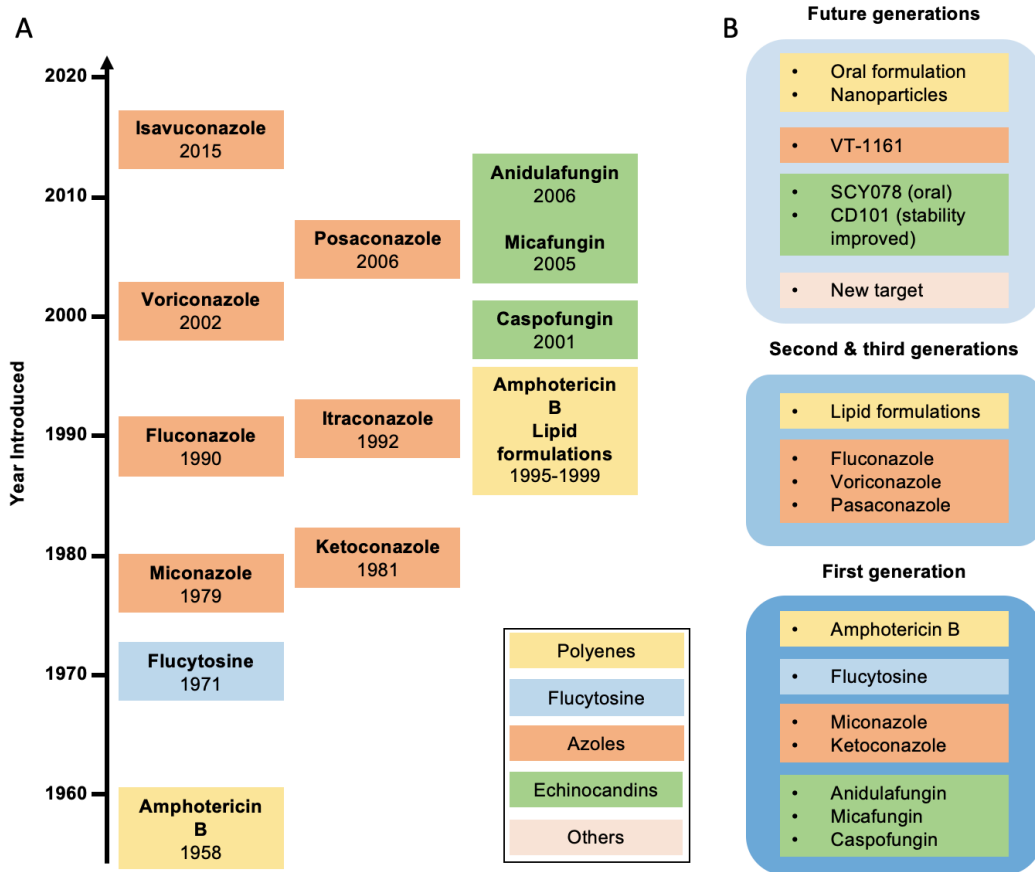 A
Year Introduced
2020
2010
2000
1990
1980
1970
1960
Isavuconazole
2015
Voriconazole
2002
Fluconazole
1990
Miconazole
1979
Flucytosine
1971
Amphotericin
B
1958
Posaconazole
2006
Itraconazole
1992
Ketoconazole
1981
Anidulafungin
2006
Micafungin
2005
Caspofungin
2001
Amphotericin
B
Lipid
formulations
1995-1999
Polyenes
Flucytosine
Azoles
Echinocandins
Others
B
Future generations
• Oral formulation
• Nanoparticles
• VT-1161
• SCY078 (oral)
• CD101 (stability
improved)
• New target
Second & third generations
• Lipid formulations
• Fluconazole
• Voriconazole
• Pasaconazole
First generation
• Amphotericin B
• Flucytosine
• Miconazole
• Ketoconazole
• Anidulafungin
• Micafungin
• Caspofungin